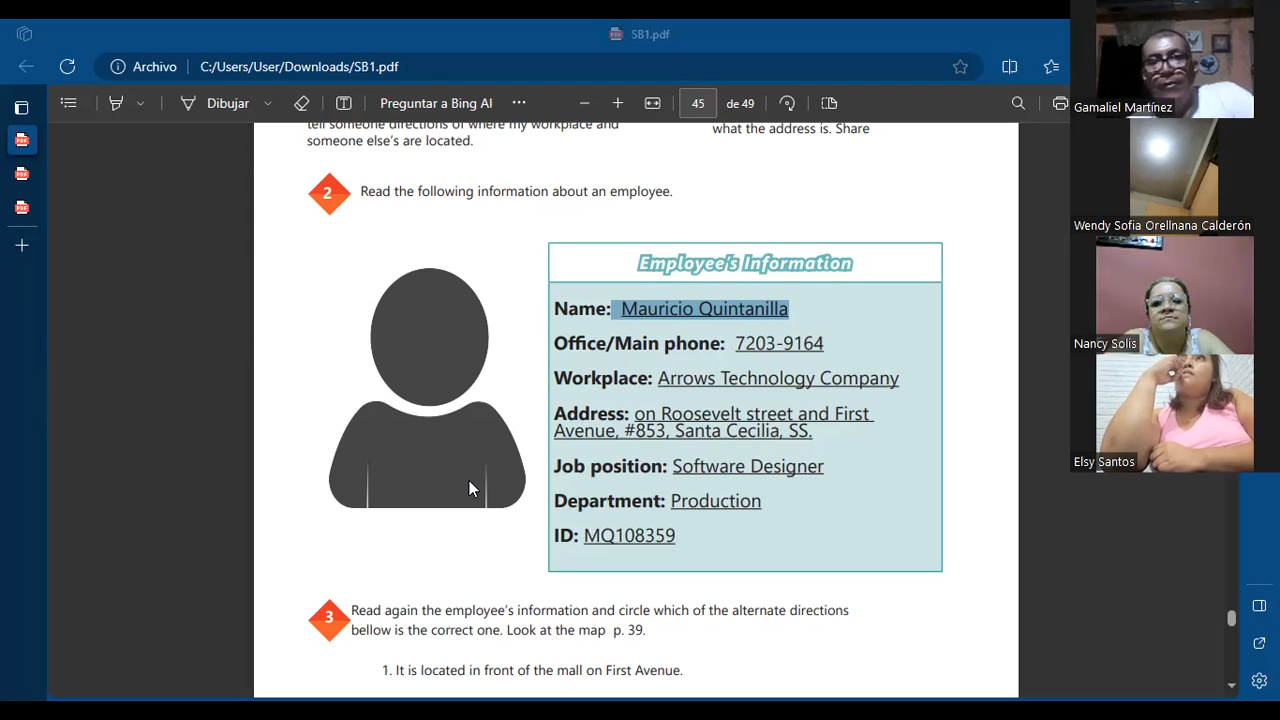 SB1.pdf
Archivo C:/Users/User/Downloads/SB1.pdf
Dibujar Preguntar a Bing AI 45 de 49
tell someone directions of where my workplace and
someone else's are located.
what the address is. Share
2 Read the following information about an employee.
Employee's Information
Name: Mauricio Quintanilla
Office/Main phone: 7203-9164
Workplace: Arrows Technology Company
Address: on Roosevelt street and First
Avenue, #853, Santa Cecilia, SS.
Job position: Software Designer
Department: Production
ID: MQ108359
3 Read again the employee's information and circle which of the alternate directions
bellow is the correct one. Look at the map p. 39.
1. It is located in front of the mall on First Avenue.
Gamaliel Martínez
Wendy Sofia Orellnana Calderón
Nancy Solis
Elsy Santos